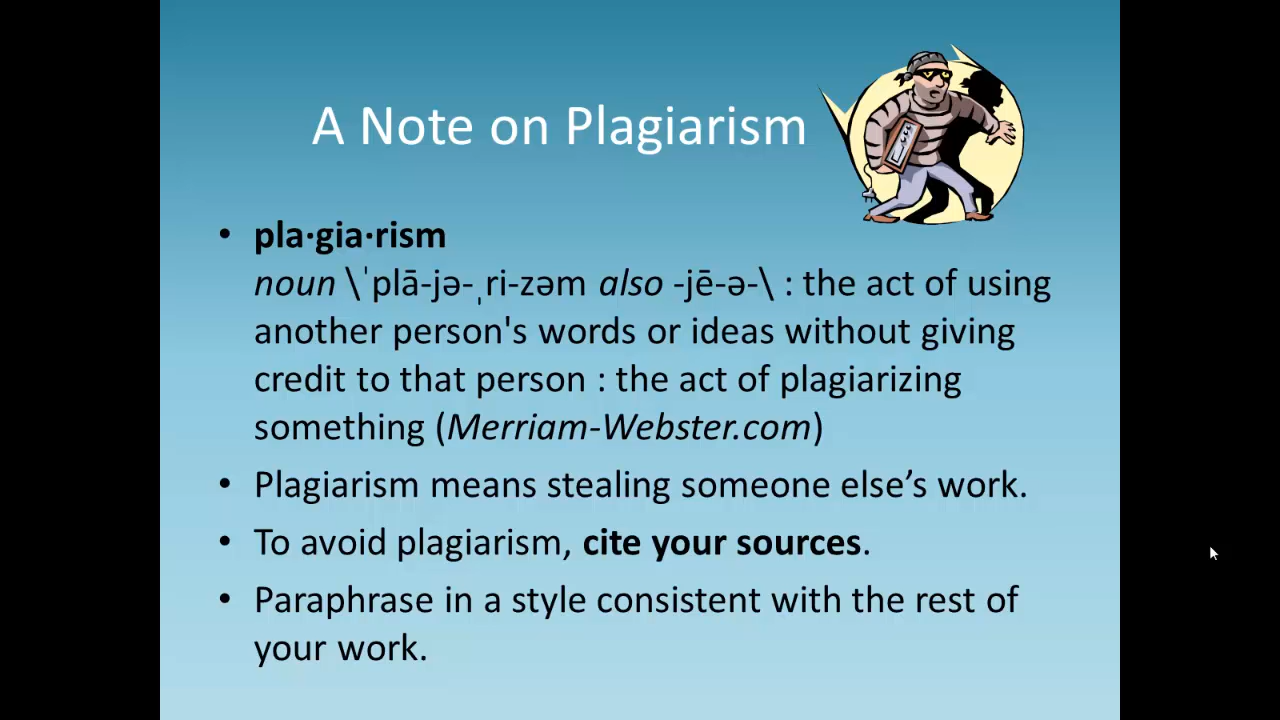 A Note on Plagiarism
• pla·gia·rism
noun \ˈplā-jə-ˌri-zəm also -jē-ə-\ : the act of using
another person's words or ideas without giving
credit to that person : the act of plagiarizing
something (Merriam-Webster.com)
• Plagiarism means stealing someone else’s work.
• To avoid plagiarism, cite your sources.
• Paraphrase in a style consistent with the rest of
your work.